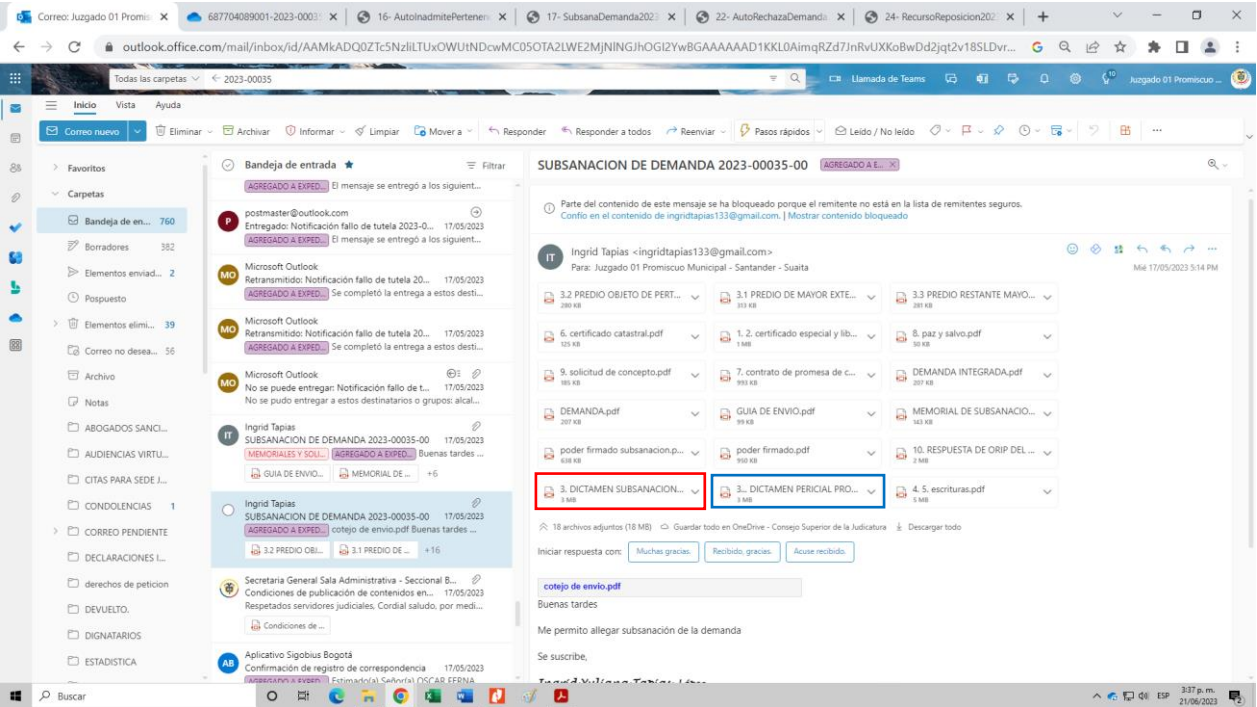 Correo: Juzgado 01 Promis
687704089001-2023-0003
16- AutoInadmitePertenen
17- SubsanaDemanda202
22- AutoRechazaDemanda
24- RecursoReposicion202
outlook.office.com/mail/inbox/id/
Todas las carpetas
2023-00035
Llamada de Teams
Juzgado 01 Promiscuo ...
Inicio Vista Ayuda
Correo nuevo Eliminar Archivar Informar Limpiar Mover a Responder Responder a todos Reenviar Pasos rápidos Leído / No leído
Favoritos
Carpetas
Bandeja de en... 760
Borradores 382
Elementos enviad... 2
Pospuesto
Elementos elimi... 39
Correo no desea... 56
Archivo
Notas
ABOGADOS SANCI...
AUDIENCIAS VIRTU...
CITAS PARA SEDE J...
CONDOLENCIAS 1
CORREO PENDIENTE
DECLARACIONES I...
derechos de peticion
DEVUELTO.
DIGNATARIOS
ESTADISTICA
Bandeja de entrada Filtrar
AGREGADO A EXPED... El mensaje se entregó a los siguient...
P postmaster@outlook.com
Entregado: Notificación fallo de tutela 2023-0... 17/05/2023
AGREGADO A EXPED... El mensaje se entregó a los siguient...
MO Microsoft Outlook
Retransmitido: Notificación fallo de tutela 20... 17/05/2023
AGREGADO A EXPED... Se completó la entrega a estos desti...
MO Microsoft Outlook
Retransmitido: Notificación fallo de tutela 20... 17/05/2023
AGREGADO A EXPED... Se completó la entrega a estos desti...
MO Microsoft Outlook
No se puede entregar: Notificación fallo de t... 17/05/2023
No se pudo entregar a estos destinatarios o grupos: alcal...
IT Ingrid Tapias
SUBSANACION DE DEMANDA 2023-00035-00 17/05/2023
MEMORIALES Y SOLI... AGREGADO A EXPED... Buenas tardes ...
GUIA DE ENVIO... MEMORIAL DE ... +6
Ingrid Tapias
SUBSANACION DE DEMANDA 2023-00035-00 17/05/2023
AGREGADO A EXPED... cotejo de envio.pdf Buenas tardes ...
3.2 PREDIO OBJ... 3.1 PREDIO DE ... +16
Secretaria General Sala Administrativa - Seccional B...
Condiciones de publicación de contenidos en... 17/05/2023
Respetados servidores judiciales, Cordial saludo, por medi...
Condiciones de ...
AB Aplicativo Sigobius Bogotá
Confirmación de registro de correspondencia 17/05/2023
AGREGADO A EXPED... Estimado(a) Señor(a) OSCAR FERNA...
SUBSANACION DE DEMANDA 2023-00035-00 AGREGADO A E...
Parte del contenido de este mensaje se ha bloqueado porque el remitente no está en la lista de remitentes seguros.
Confío en el contenido de ingridtapias133@gmail.com. | Mostrar contenido bloqueado
IT Ingrid Tapias <ingridtapias133@gmail.com>
Para: Juzgado 01 Promiscuo Municipal - Santander - Suaita
Mié 17/05/2023 5:14 PM
3.2 PREDIO OBJETO DE PERT... 3.1 PREDIO DE MAYOR EXTE... 3.3 PREDIO RESTANTE MAYO...
280 KB 313 KB 281 KB
6. certificado catastral.pdf 1. 2. certificado especial y lib... 8. paz y salvo.pdf
125 KB 1 MB 50 KB
9. solicitud de concepto.pdf 7. contrato de promesa de c... DEMANDA INTEGRADA.pdf
185 KB 993 KB 207 KB
DEMANDA.pdf GUIA DE ENVIO.pdf MEMORIAL DE SUBSANACIO...
207 KB 99 KB 143 KB
poder firmado subsanacion.p... poder firmado.pdf 10. RESPUESTA DE ORIP DEL ...
638 KB 950 KB 2 MB
3. DICTAMEN SUBSANACION... 3... DICTAMEN PERICIAL PRO... 4. 5. escrituras.pdf
3 MB 3 MB 5 MB
18 archivos adjuntos (18 MB) Guardar todo en OneDrive - Consejo Superior de la Judicatura Descargar todo
Iniciar respuesta con: Muchas gracias. Recibido, gracias. Acuse recibido.
cotejo de envio.pdf
Buenas tardes
Me permito allegar subsanación de la demanda
Se suscribe,
Buscar
ESP
3:37 p. m.
21/06/2023